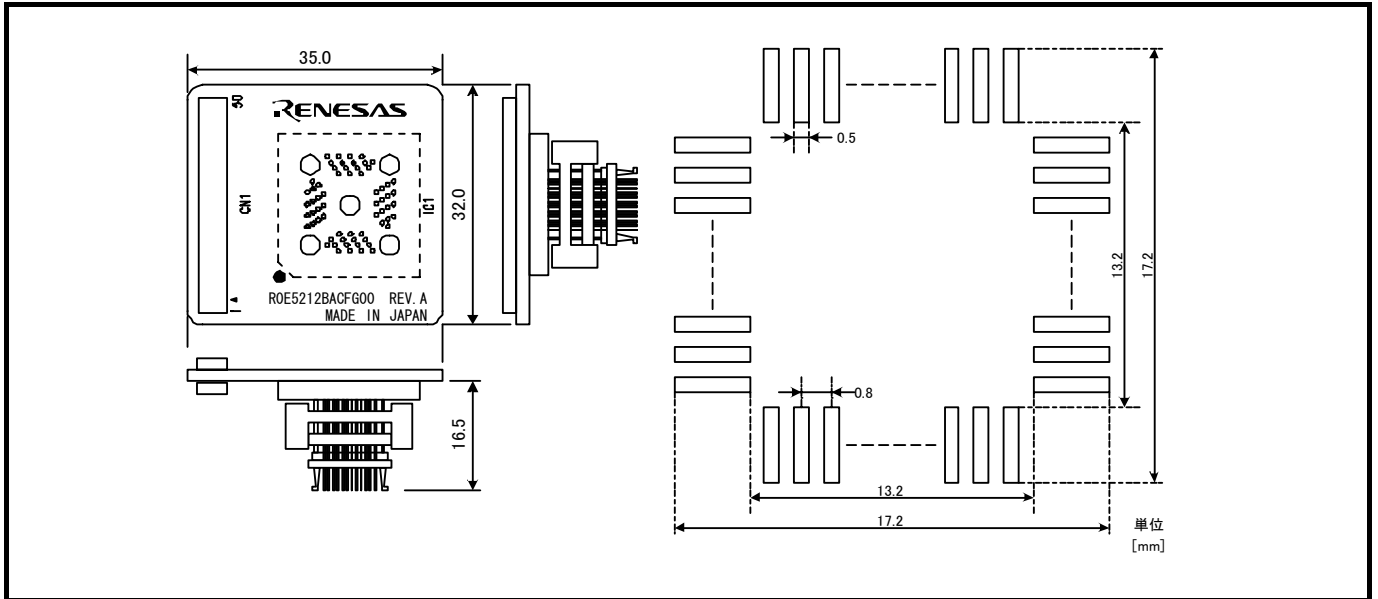 35.0
50
RENESAS
CN1
IC1
32.0
1
R0E5212BACFG00 REV.A
MADE IN JAPAN
16.5
0.5
13.2
17.2
0.8
13.2
17.2
単位
[mm]